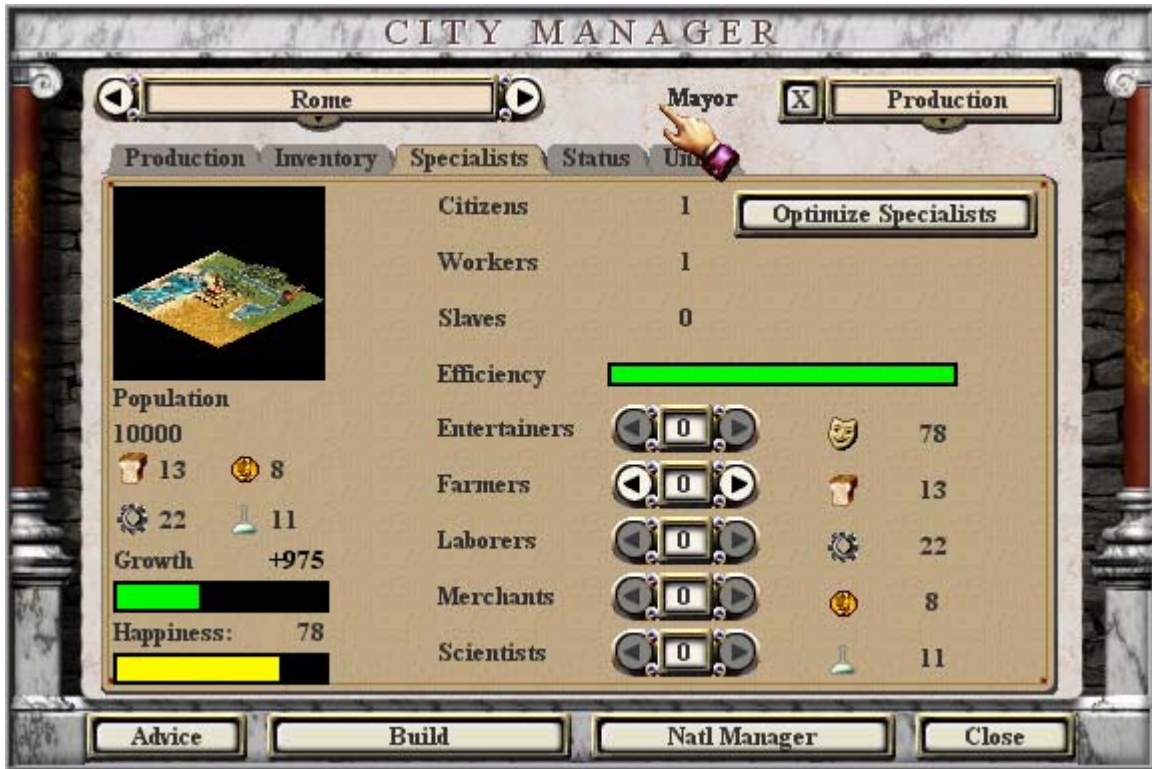 CITY MANAGER
Rome
Mayor
X
Production
Production
Inventory
Specialists
Status
Citizens 1
Optimize Specialists
Workers 1
Slaves 0
Efficiency
Population
10000
13 8
22 11
Growth +975
Happiness: 78
Entertainers 0 78
Farmers 0 13
Laborers 0 22
Merchants 0 8
Scientists 0 11
Advice
Build
Natl Manager
Close